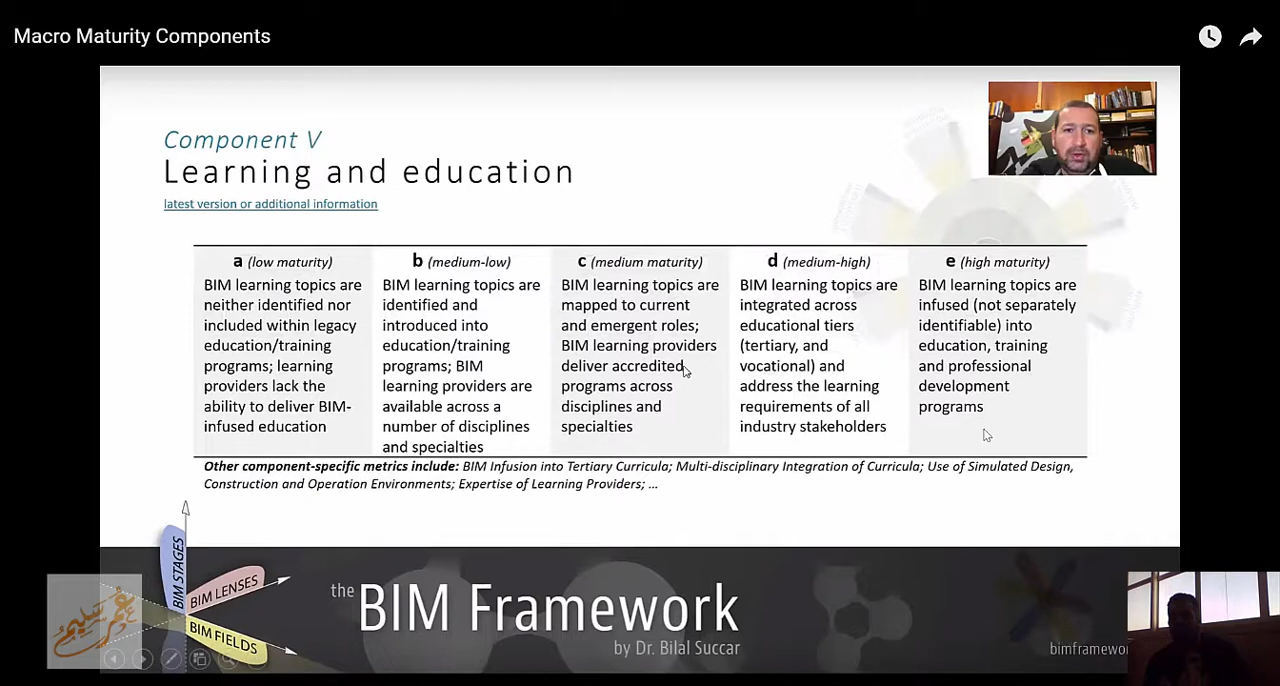 Macro Maturity Components
Component V
Learning and education
latest version or additional information
a (low maturity)
BIM learning topics are
neither identified nor
included within legacy
education/training
programs; learning
providers lack the
ability to deliver BIM-
infused education
b (medium-low)
BIM learning topics are
identified and
introduced into
education/training
programs; BIM
learning providers are
available across a
number of disciplines
and specialties
c (medium maturity)
BIM learning topics are
mapped to current
and emergent roles;
BIM learning providers
deliver accredited
programs across
disciplines and
specialties
d (medium-high)
BIM learning topics are
integrated across
educational tiers
(tertiary, and
vocational) and
address the learning
requirements of all
industry stakeholders
e (high maturity)
BIM learning topics are
infused (not separately
identifiable) into
education, training
and professional
development
programs
Other component-specific metrics include: BIM Infusion into Tertiary Curricula; Multi-disciplinary Integration of Curricula; Use of Simulated Design,
Construction and Operation Environments; Expertise of Learning Providers; ...
BIM STAGES
BIM LENSES
BIM FIELDS
the BIM Framework
by Dr. Bilal Succar
عمر سليم